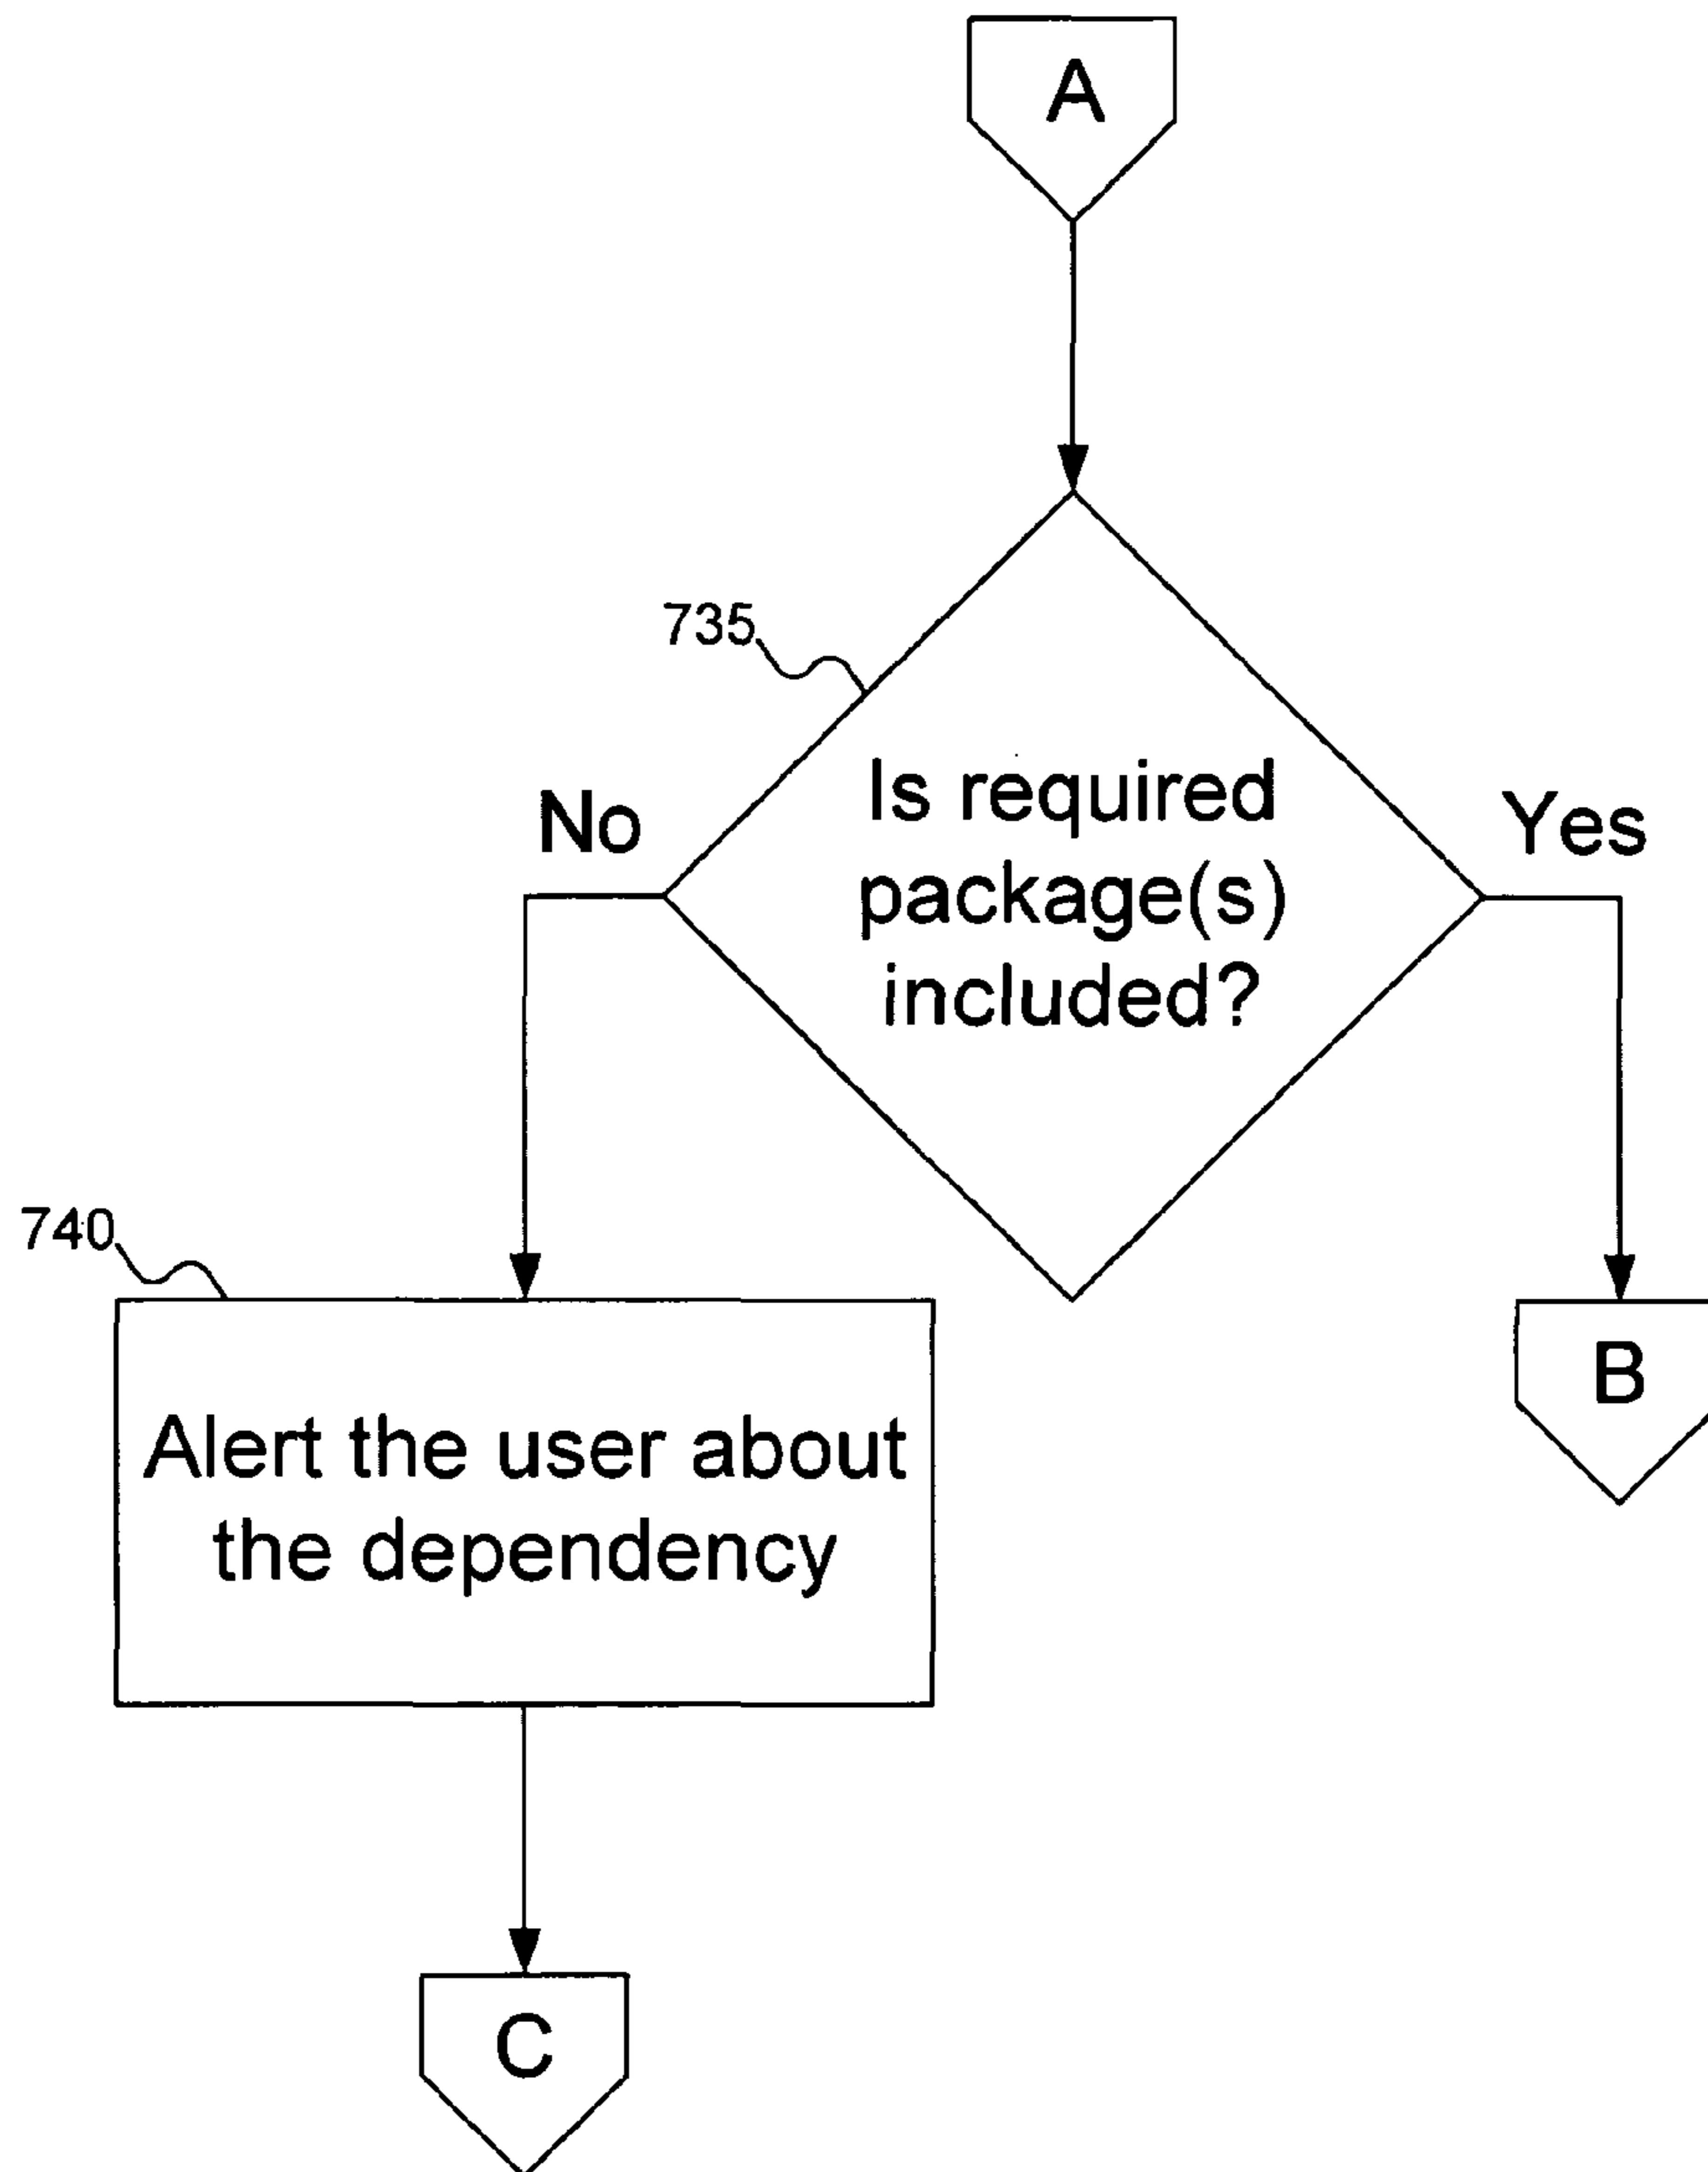 A
735
Is required
package(s)
included?
No
Yes
740
Alert the user about
the dependency
B
C